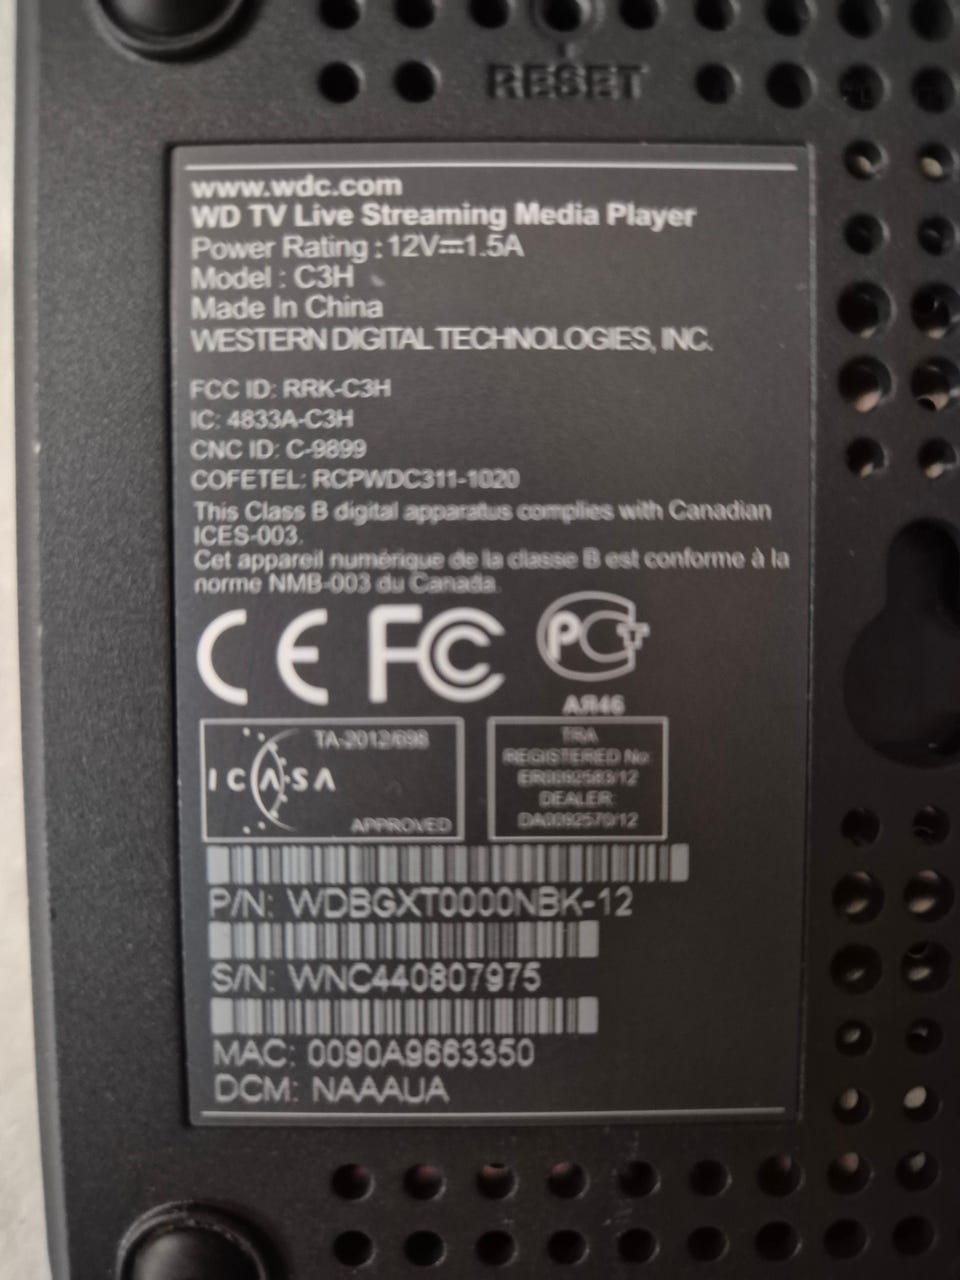 RESET
www.wdc.com
WD TV Live Streaming Media Player
Power Rating : 12V⎓1.5A
Model : C3H
Made In China
WESTERN DIGITAL TECHNOLOGIES, INC.
FCC ID: RRK-C3H
IC: 4833A-C3H
CNC ID: C-9899
COFETEL: RCPWDC311-1020
This Class B digital apparatus complies with Canadian
ICES-003.
Cet appareil numérique de la classe B est conforme à la
norme NMB-003 du Canada.
CE FC PCT
АЯ46
TA-2012/698
ICASA
APPROVED
TRA
REGISTERED No:
ER0092583/12
DEALER:
DA0092570/12
P/N: WDBGXT0000NBK-12
S/N: WNC440807975
MAC: 0090A9663350
DCM: NAAAUA